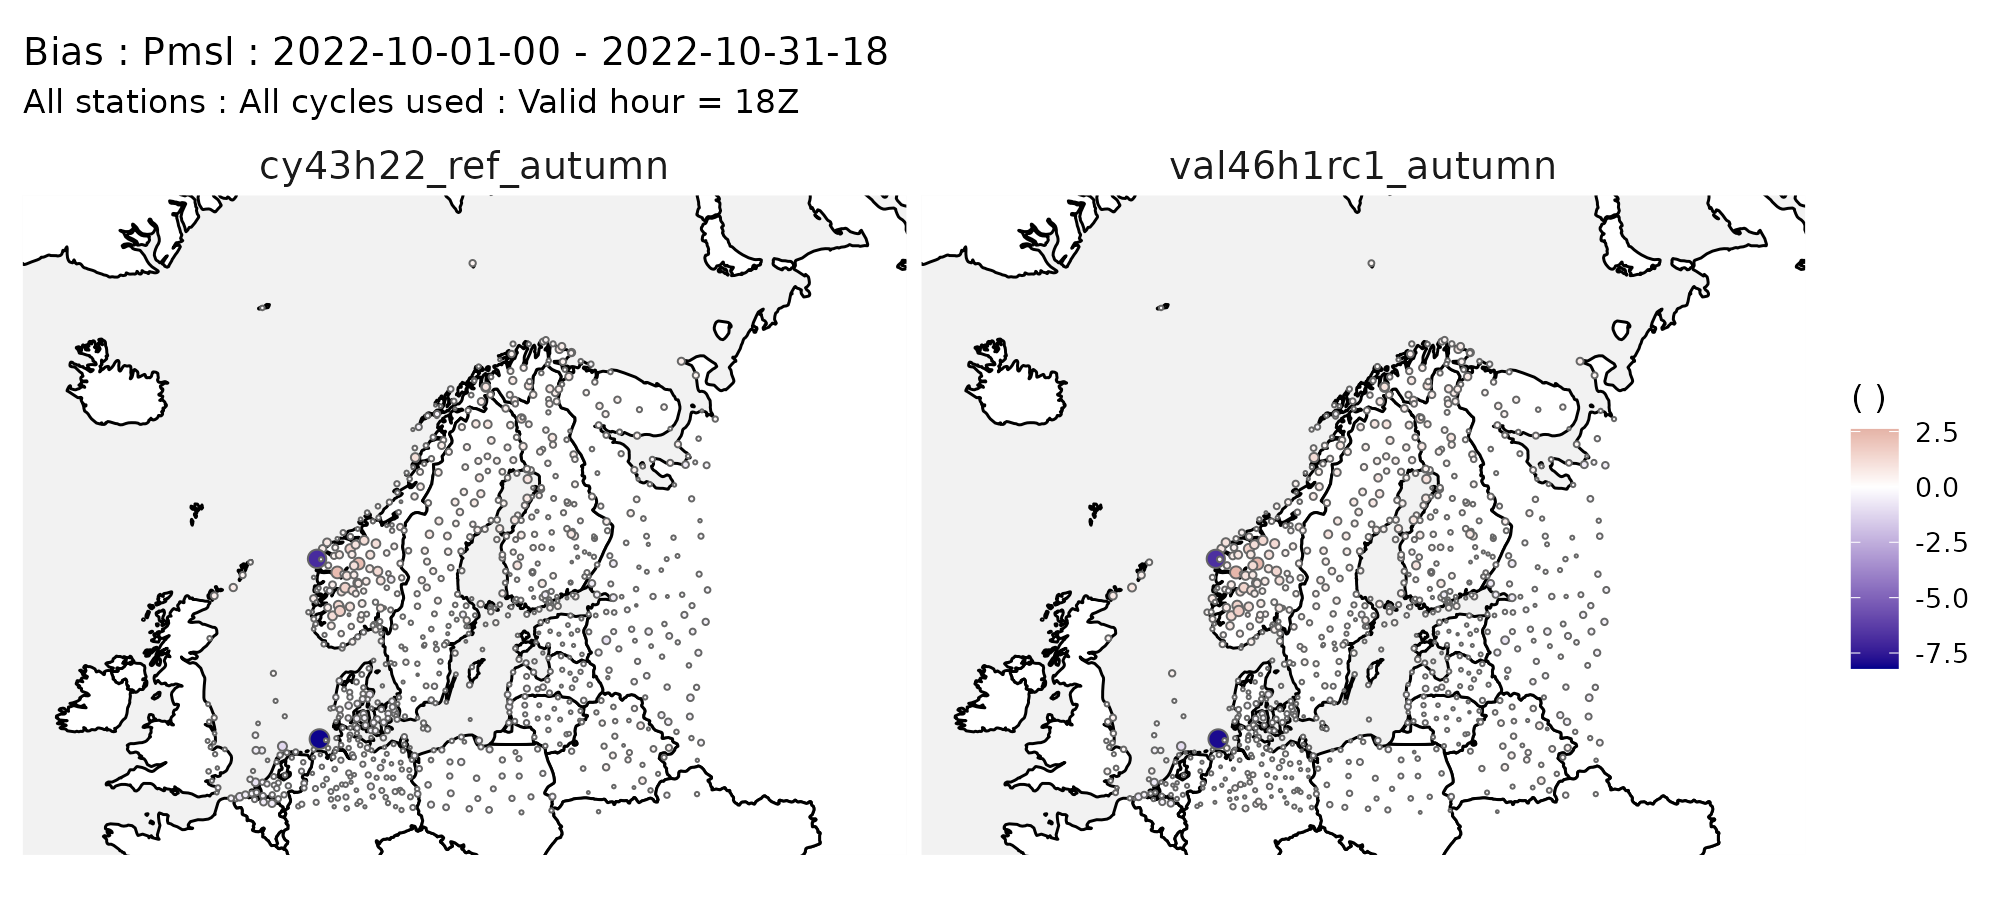 Bias : Pmsl : 2022-10-01-00 - 2022-10-31-18
All stations : All cycles used : Valid hour = 18Z
cy43h22_ref_autumn
val46h1rc1_autumn
( )
2.5
0.0
-2.5
-5.0
-7.5